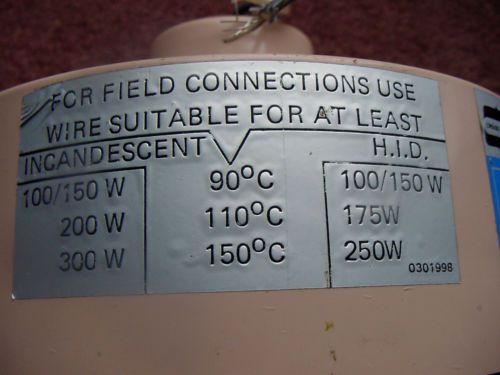 FOR FIELD CONNECTIONS USE
WIRE SUITABLE FOR AT LEAST
INCANDESCENT H.I.D.
100/150 W 90°C 100/150 W
200 W 110°C 175W
300 W 150°C 250W
0301998